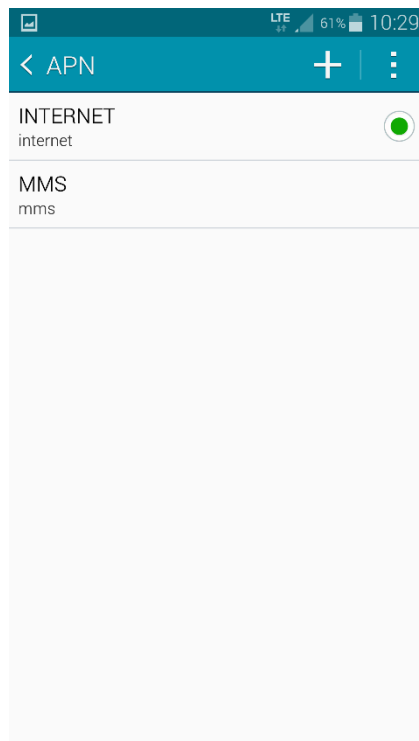 LTE 61% 10:29
APN
INTERNET
internet
MMS
mms